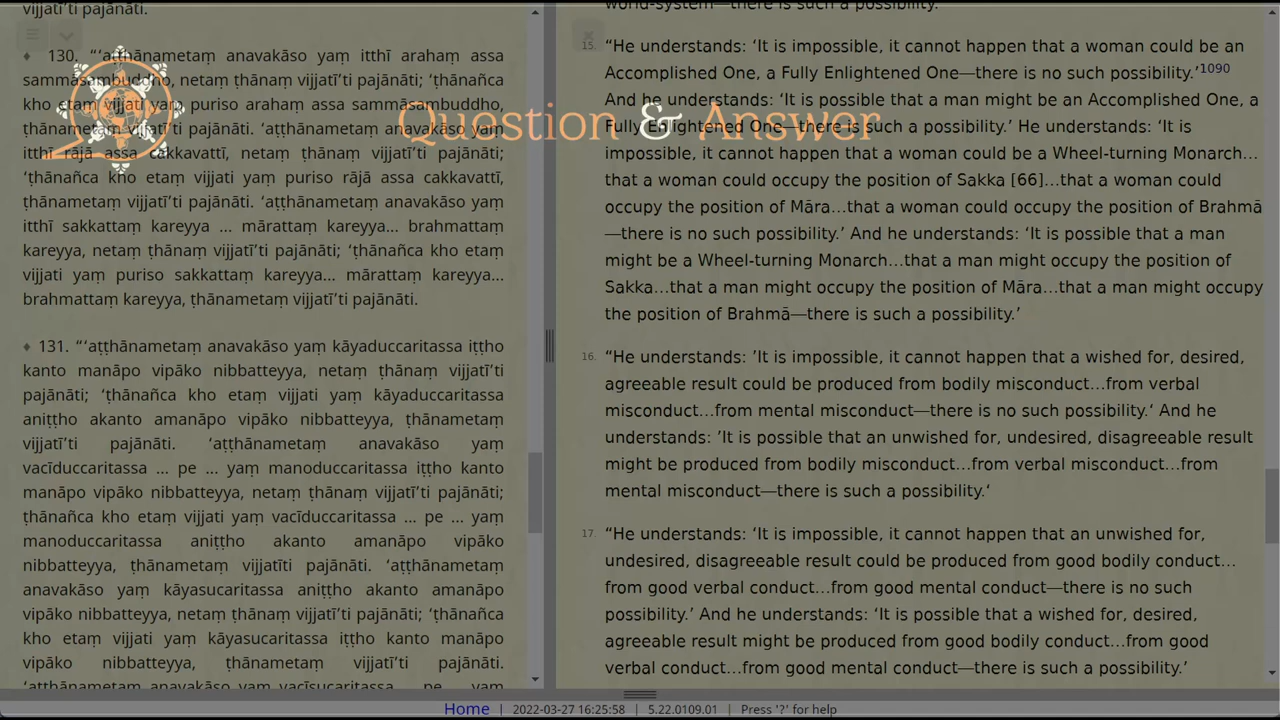 vijjatī’ti pajānāti.
♦ 130. “‘aṭṭhānametaṃ anavakāso yaṃ itthī arahaṃ assa
sammāsambuddho, netaṃ ṭhānaṃ vijjatī’ti pajānāti; ‘ṭhānañca
kho etaṃ vijjati yaṃ puriso arahaṃ assa sammāsambuddho,
ṭhānametaṃ vijjatī’ti pajānāti. ‘aṭṭhānametaṃ anavakāso yaṃ
itthī rājā assa cakkavattī, netaṃ ṭhānaṃ vijjatī’ti pajānāti;
‘ṭhānañca kho etaṃ vijjati yaṃ puriso rājā assa cakkavattī,
ṭhānametaṃ vijjatī’ti pajānāti. ‘aṭṭhānametaṃ anavakāso yaṃ
itthī sakkattaṃ kareyya ... mārattaṃ kareyya... brahmattaṃ
kareyya, netaṃ ṭhānaṃ vijjatī’ti pajānāti; ‘ṭhānañca kho etaṃ
vijjati yaṃ puriso sakkattaṃ kareyya... mārattaṃ kareyya...
brahmattaṃ kareyya, ṭhānametaṃ vijjatī’ti pajānāti.
♦ 131. “‘aṭṭhānametaṃ anavakāso yaṃ kāyaduccaritassa iṭṭho
kanto manāpo vipāko nibbatteyya, netaṃ ṭhānaṃ vijjatī’ti
pajānāti; ‘ṭhānañca kho etaṃ vijjati yaṃ kāyaduccaritassa
aniṭṭho akanto amanāpo vipāko nibbatteyya, ṭhānametaṃ
vijjatī’ti pajānāti. ‘aṭṭhānametaṃ anavakāso yaṃ
vacīduccaritassa ... pe ... yaṃ manoduccaritassa iṭṭho kanto
manāpo vipāko nibbatteyya, netaṃ ṭhānaṃ vijjatī’ti pajānāti;
‘ṭhānañca kho etaṃ vijjati yaṃ vacīduccaritassa ... pe ... yaṃ
manoduccaritassa aniṭṭho akanto amanāpo vipāko
nibbatteyya, ṭhānametaṃ vijjatīti pajānāti. ‘aṭṭhānametaṃ
anavakāso yaṃ kāyasucaritassa aniṭṭho akanto amanāpo
vipāko nibbatteyya, netaṃ ṭhānaṃ vijjatī’ti pajānāti; ‘ṭhānañca
kho etaṃ vijjati yaṃ kāyasucaritassa iṭṭho kanto manāpo
vipāko nibbatteyya, ṭhānametaṃ vijjatī’ti pajānāti.
‘aṭṭhānametaṃ anavakāso yaṃ vacīsucaritassa ... pe ... yaṃ
Question & Answer
world-system—there is such a possibility.’
15. “He understands: ‘It is impossible, it cannot happen that a woman could be an
Accomplished One, a Fully Enlightened One—there is no such possibility.’1090
And he understands: ‘It is possible that a man might be an Accomplished One, a
Fully Enlightened One—there is such a possibility.’ He understands: ‘It is
impossible, it cannot happen that a woman could be a Wheel-turning Monarch…
that a woman could occupy the position of Sakka [66]…that a woman could
occupy the position of Māra…that a woman could occupy the position of Brahmā
—there is no such possibility.’ And he understands: ‘It is possible that a man
might be a Wheel-turning Monarch…that a man might occupy the position of
Sakka…that a man might occupy the position of Māra…that a man might occupy
the position of Brahmā—there is such a possibility.’
16. “He understands: ’It is impossible, it cannot happen that a wished for, desired,
agreeable result could be produced from bodily misconduct…from verbal
misconduct…from mental misconduct—there is no such possibility.‘ And he
understands: ’It is possible that an unwished for, undesired, disagreeable result
might be produced from bodily misconduct…from verbal misconduct…from
mental misconduct—there is such a possibility.‘
17. “He understands: ‘It is impossible, it cannot happen that an unwished for,
undesired, disagreeable result could be produced from good bodily conduct…
from good verbal conduct…from good mental conduct—there is no such
possibility.’ And he understands: ‘It is possible that a wished for, desired,
agreeable result might be produced from good bodily conduct…from good
verbal conduct…from good mental conduct—there is such a possibility.’
Home | 2022-03-27 16:25:58 | 5.22.0109.01 | Press '?' for help